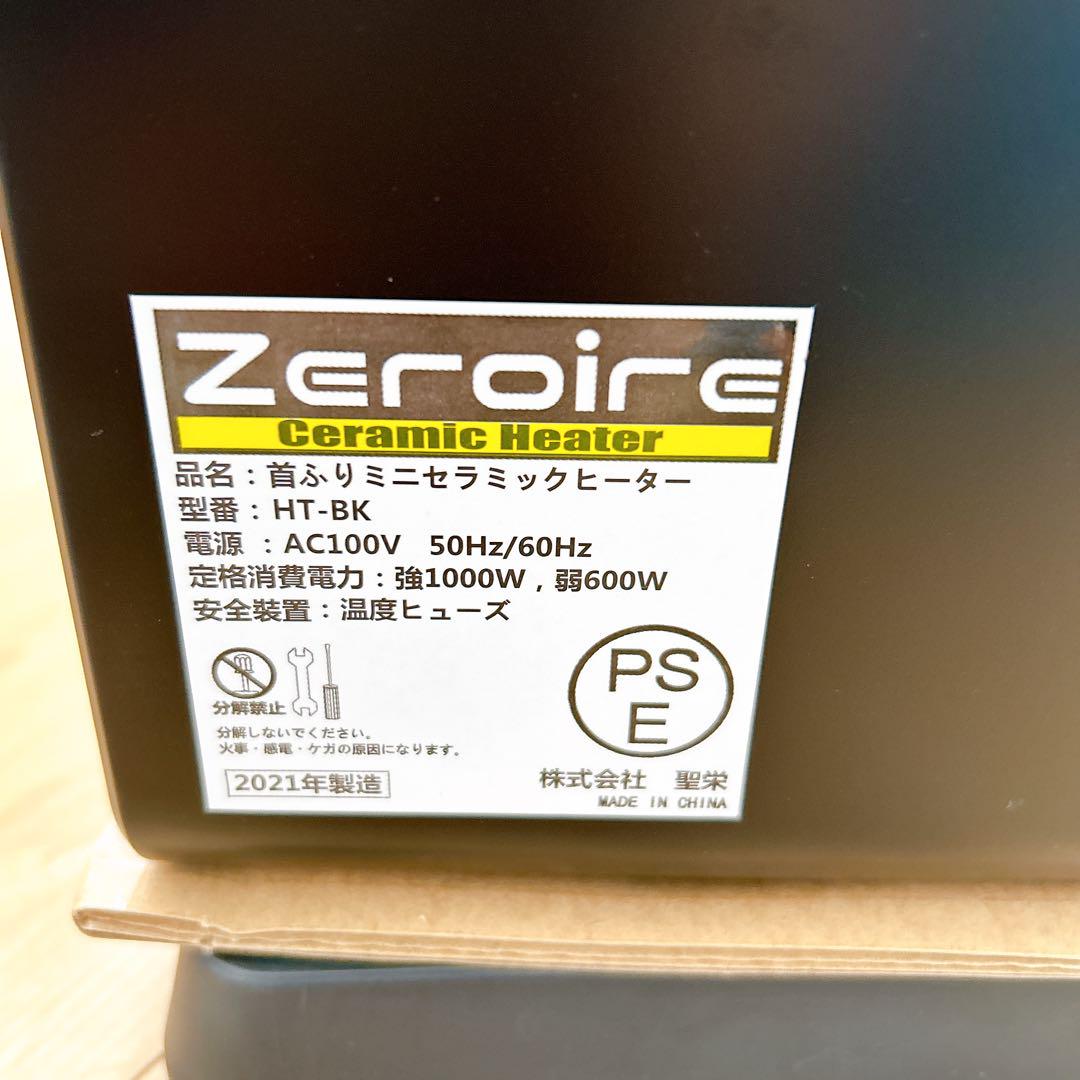 Zeroire
Ceramic Heater
品名：首ふりミニセラミックヒーター
型番：HT-BK
電源 ：AC100V 50Hz/60Hz
定格消費電力：強1000W，弱600W
安全裝置：温度ヒューズ
分解禁止
分解しないでください。
火事・感電・ケガの原因になります。
2021年製造
PS
E
株式会社 聖栄
MADE IN CHINA